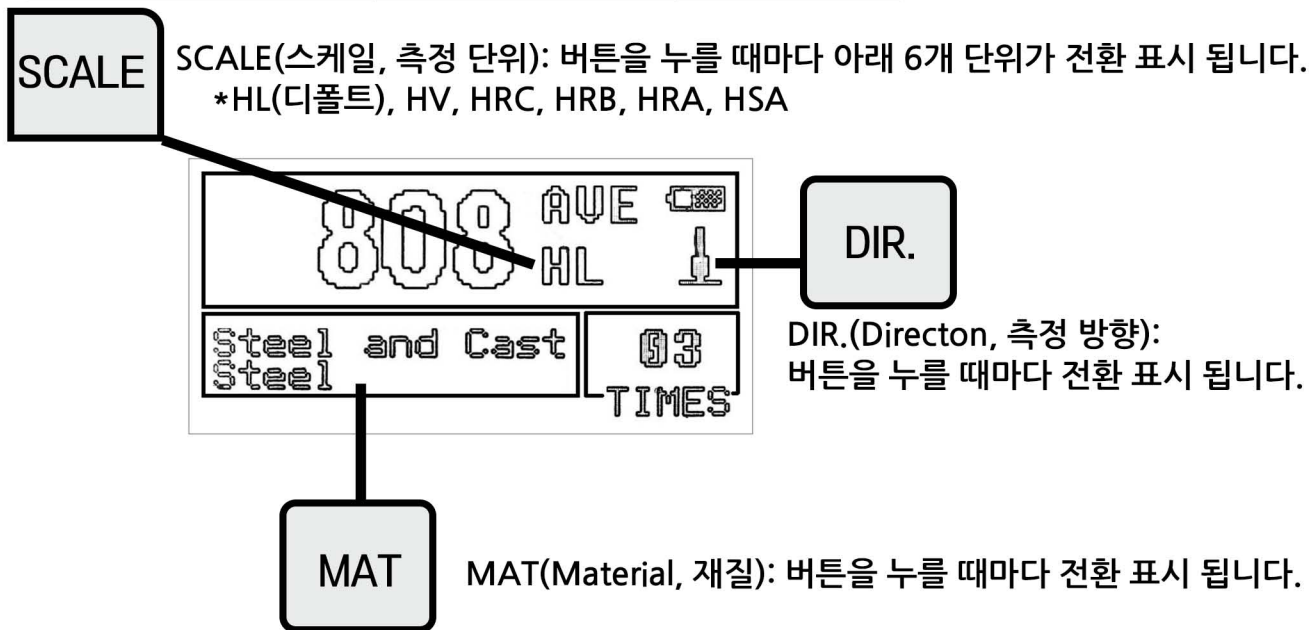 SCALE
SCALE(스케일, 측정 단위): 버튼을 누를 때마다 아래 6개 단위가 전환 표시 됩니다.
*HL(디폴트), HV, HRC, HRB, HRA, HSA
808
AVE
HL
DIR.
Steel and Cast
Steel
03
TIMES
DIR.(Directon, 측정 방향):
버튼을 누를 때마다 전환 표시 됩니다.
MAT
MAT(Material, 재질): 버튼을 누를 때마다 전환 표시 됩니다.